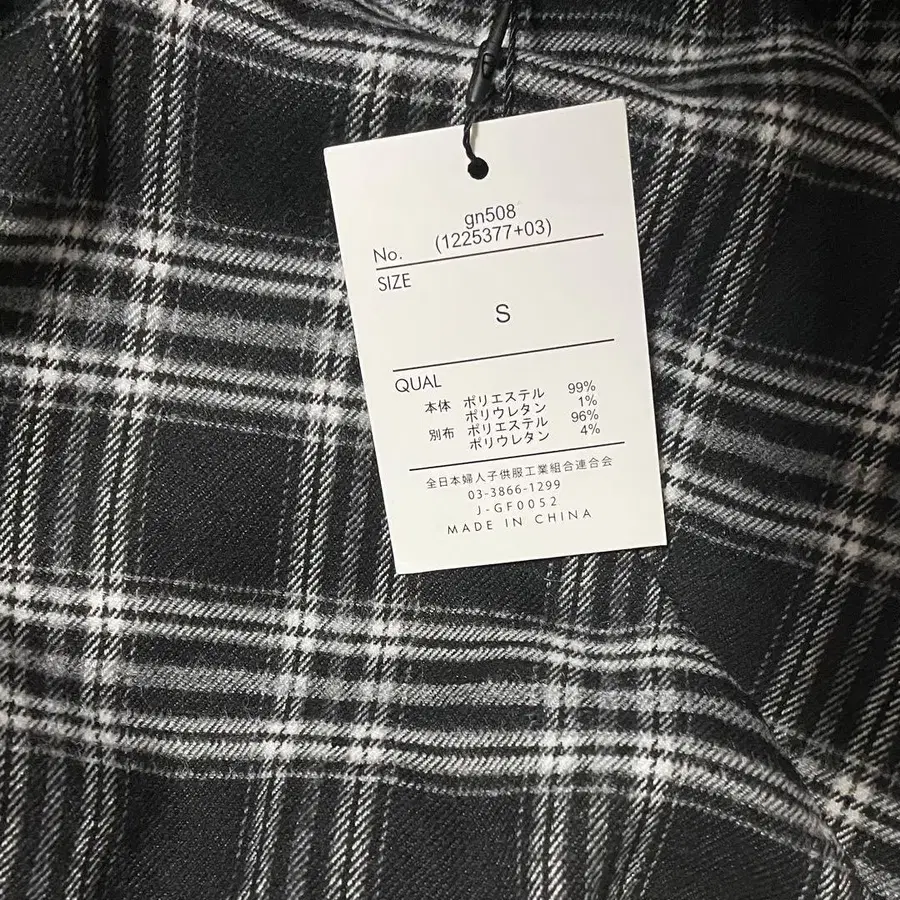 gn508
No. (1225377+03)
SIZE
S
QUAL
本体 ポリエステル 99%
ポリウレタン 1%
別布 ポリエステル 96%
ポリウレタン 4%
全日本婦人子供服工業組合連合会
03-3866-1299
J-GF0052
MADE IN CHINA